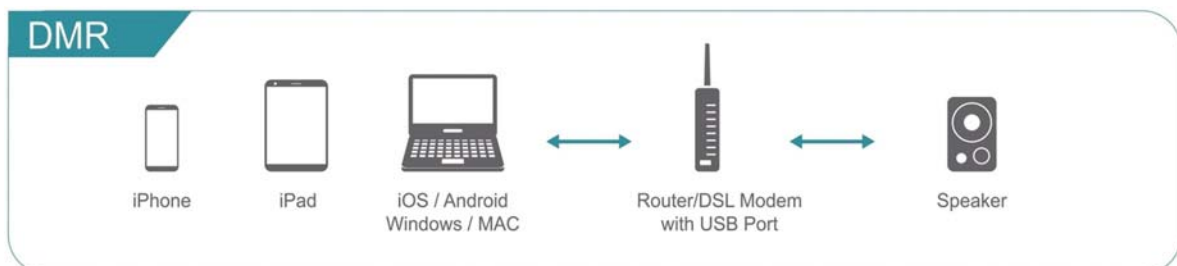 DMR
iPhone
iPad
iOS / Android
Windows / MAC
Router/DSL Modem
with USB Port
Speaker